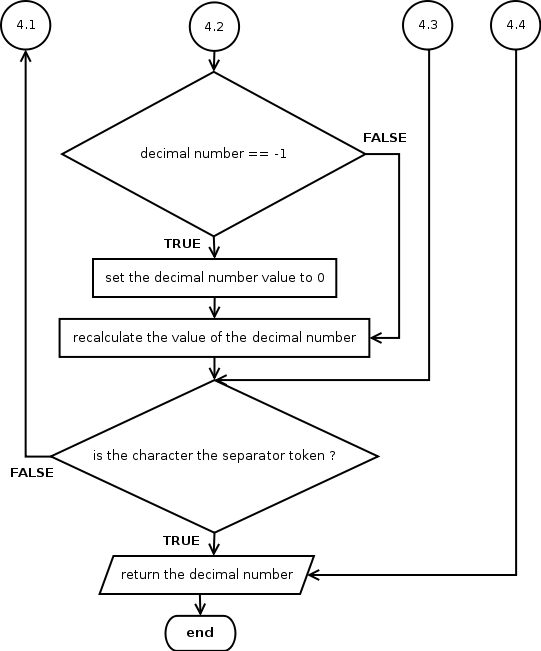 4.1
4.2
4.3
4.4
decimal number == -1
FALSE
TRUE
set the decimal number value to 0
recalculate the value of the decimal number
is the character the separator token ?
FALSE
TRUE
return the decimal number
end